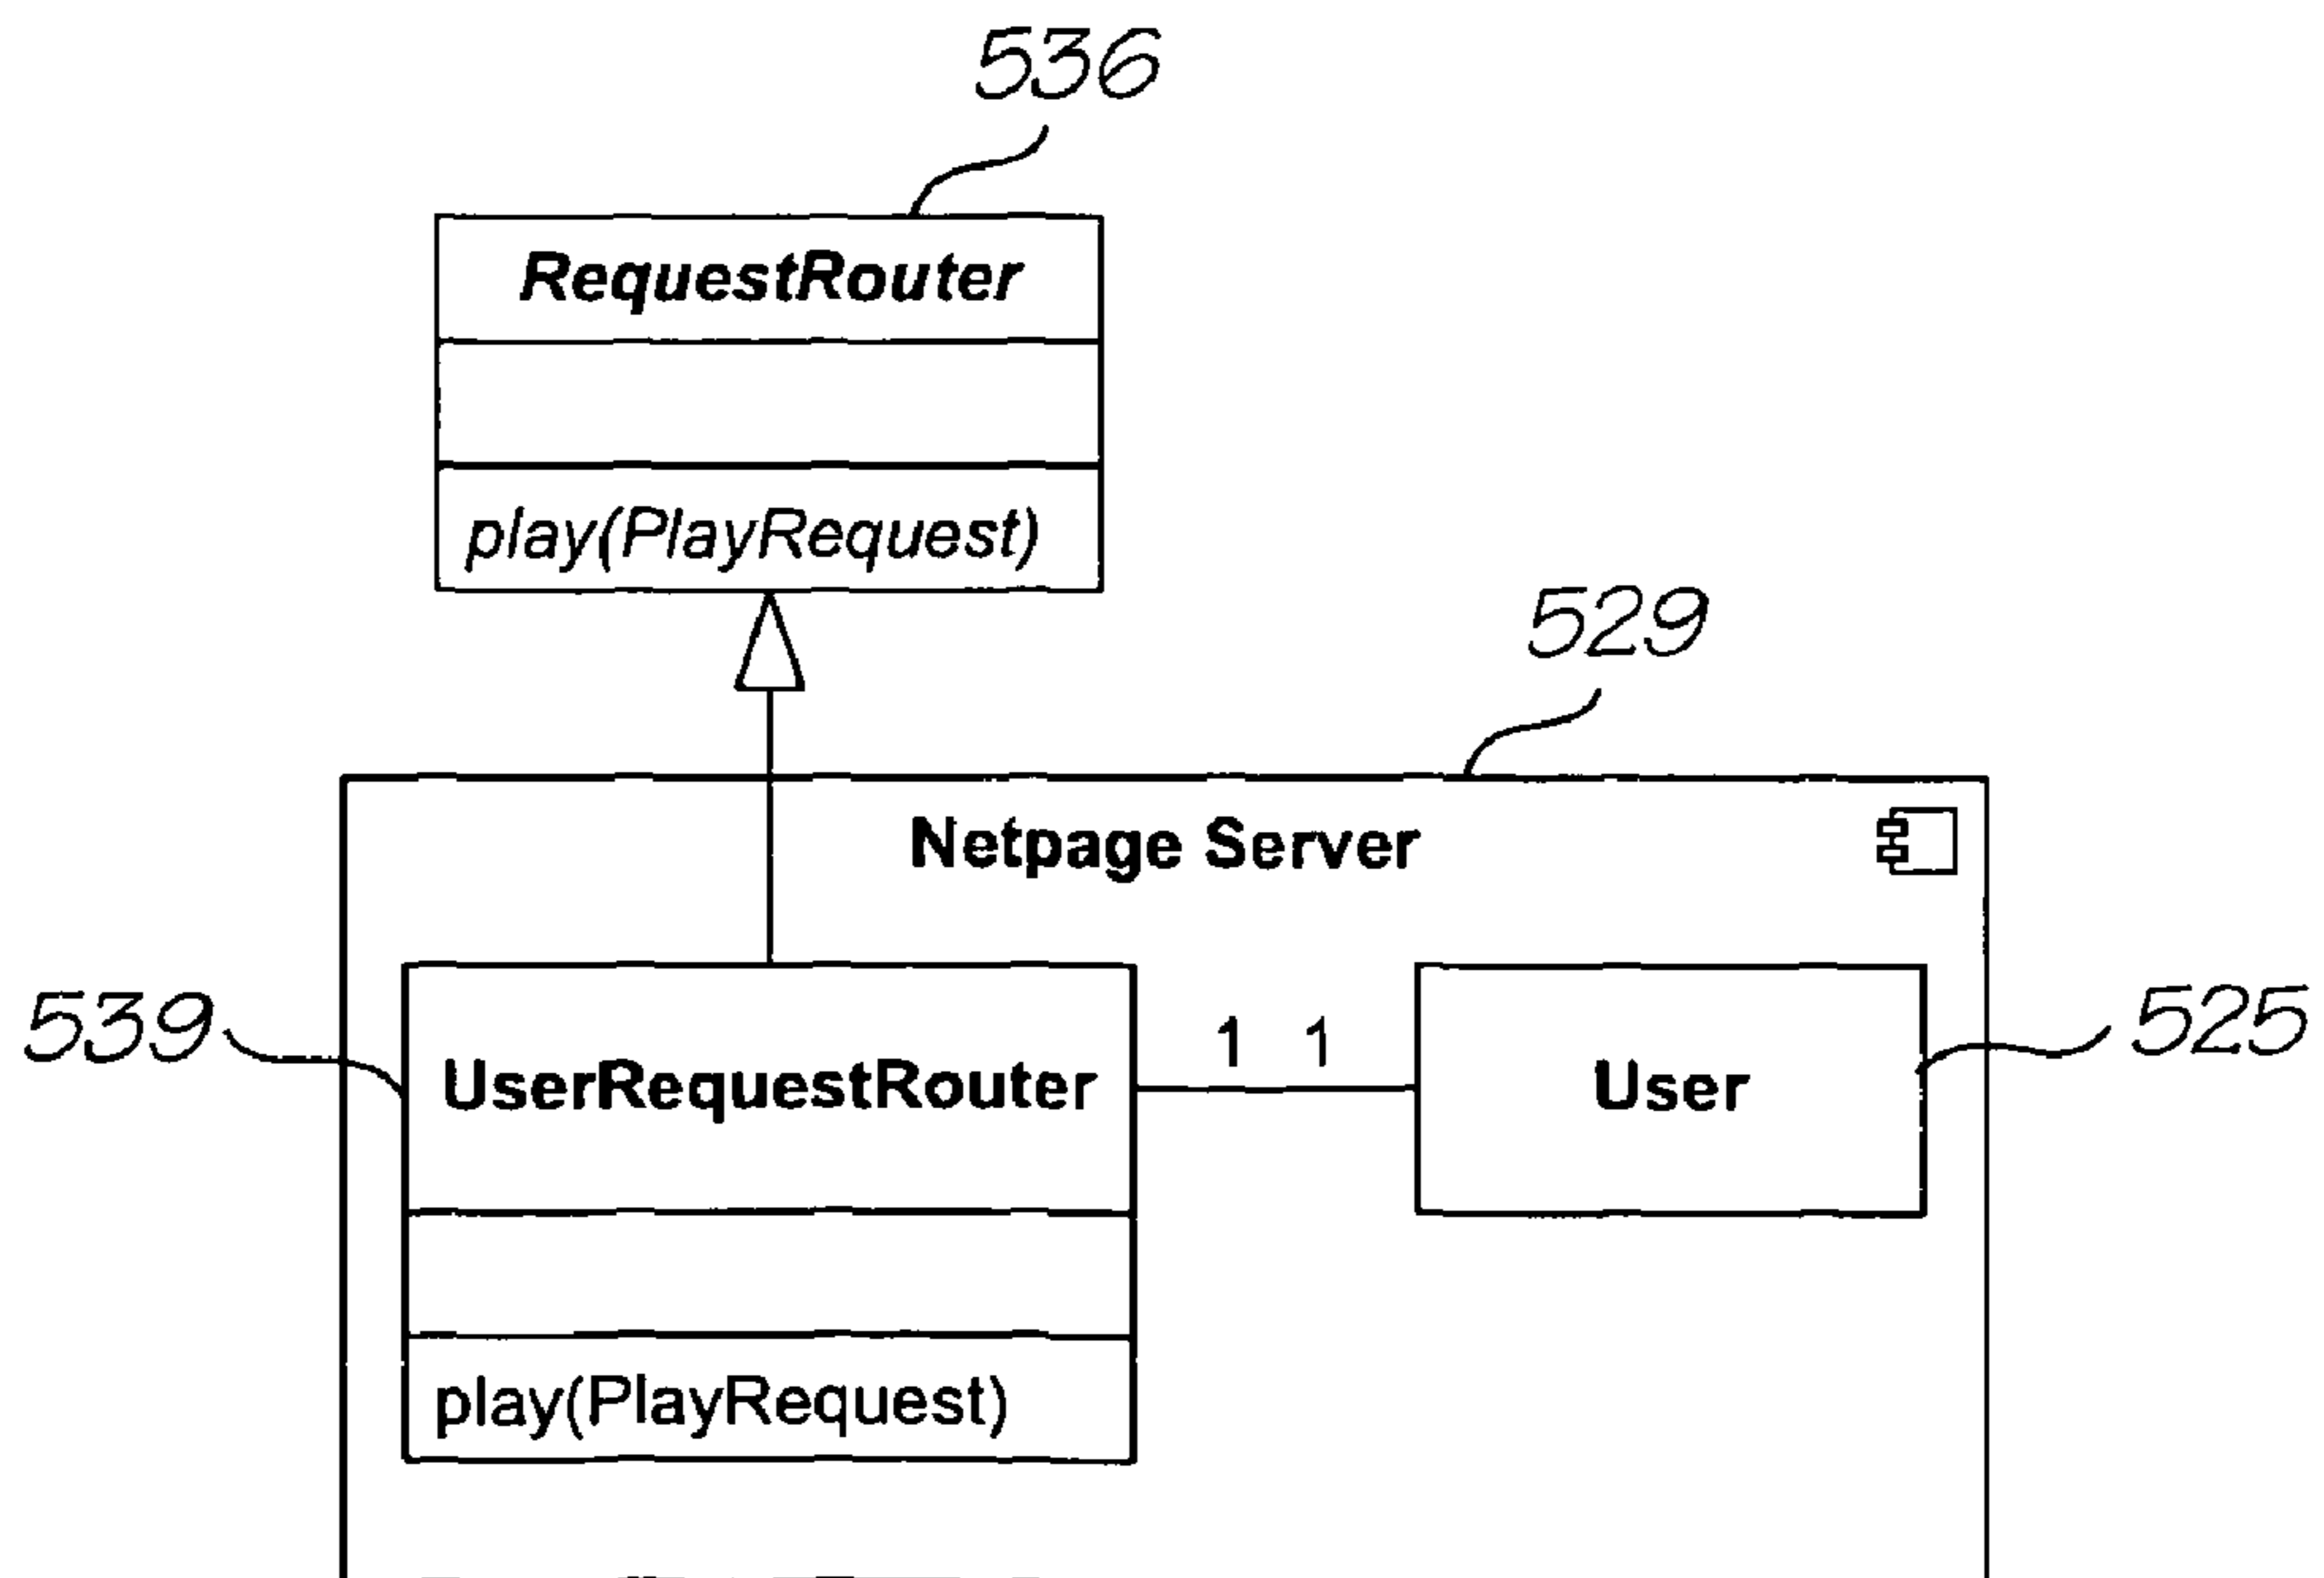 536
RequestRouter
play(PlayRequest)
529
Netpage Server
539
UserRequestRouter
1 1
User
525
play(PlayRequest)